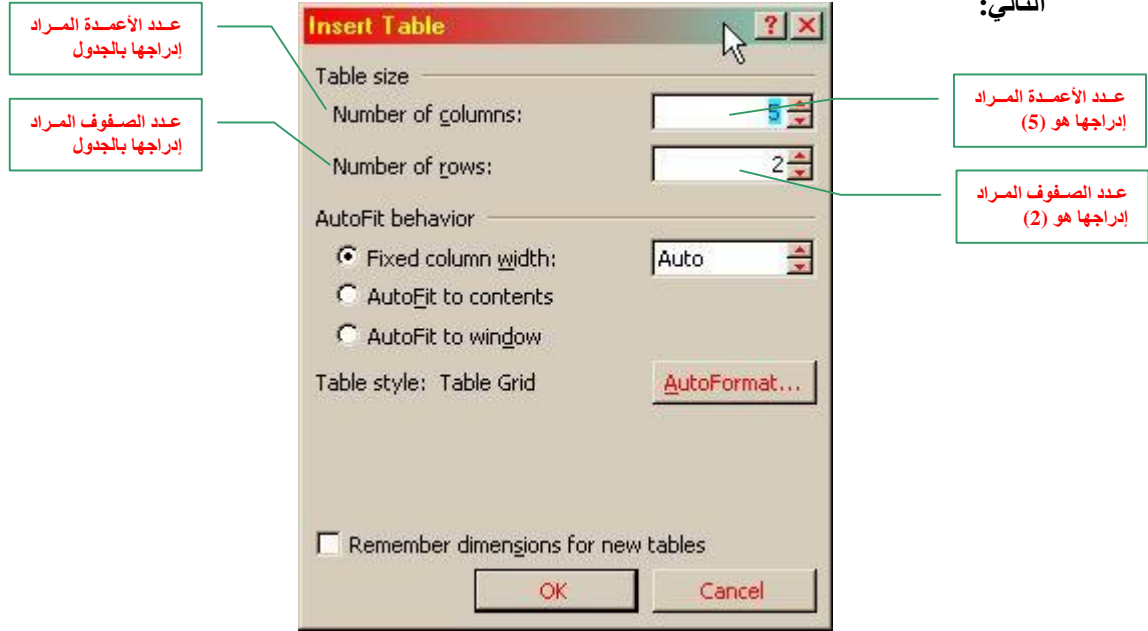 التالي:
Insert Table
عـدد الأعمـدة المـراد
إدراجها بالجدول
Table size
Number of columns:
5
عـدد الأعمـدة المـراد
إدراجها هو (5)
عـدد الصـفوف المـراد
إدراجها بالجدول
Number of rows:
2
عـدد الصـفوف المـراد
إدراجها هو (2)
AutoFit behavior
Fixed column width:
Auto
AutoFit to contents
AutoFit to window
Table style: Table Grid
AutoFormat...
Remember dimensions for new tables
OK
Cancel